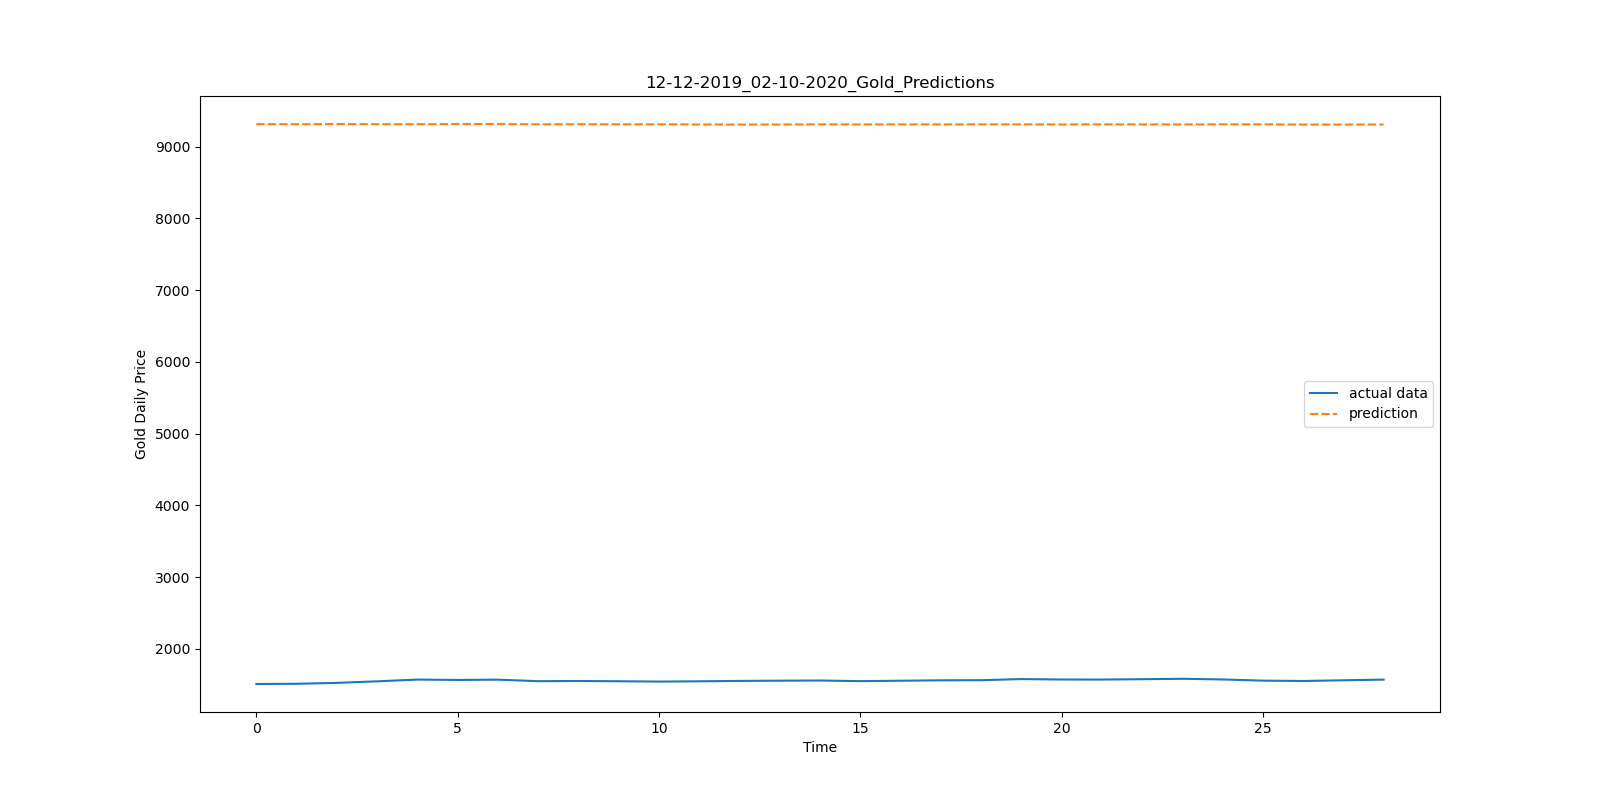 12-12-2019_02-10-2020_Gold_Predictions
9000
8000
7000
6000
5000
4000
3000
2000
Gold Daily Price
actual data
prediction
0 5 10 15 20 25
Time